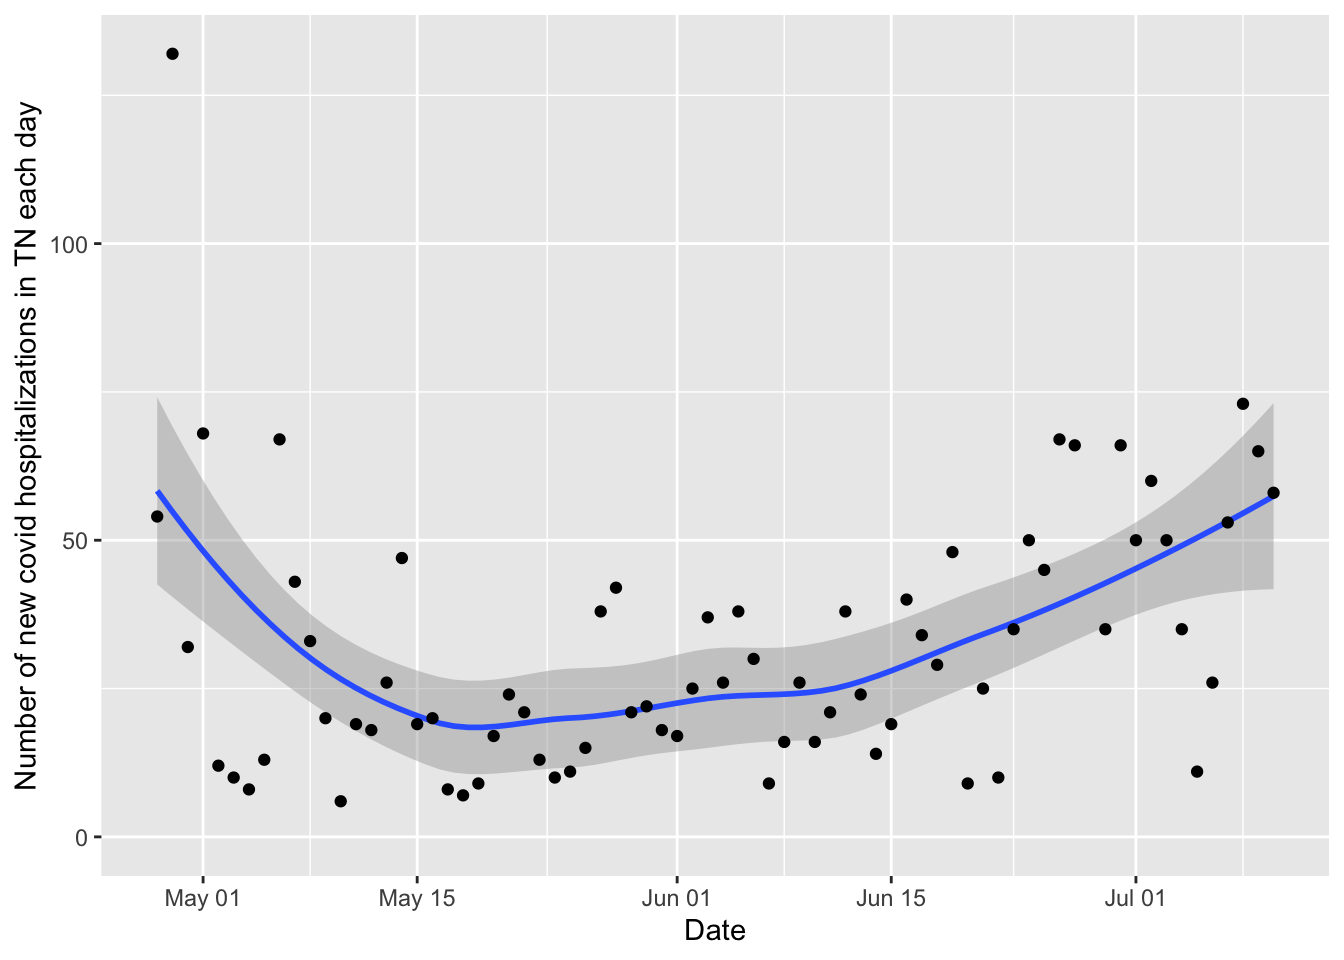 Number of new covid hospitalizations in TN each day
100
50
0
May 01
May 15
Jun 01
Jun 15
Jul 01
Date